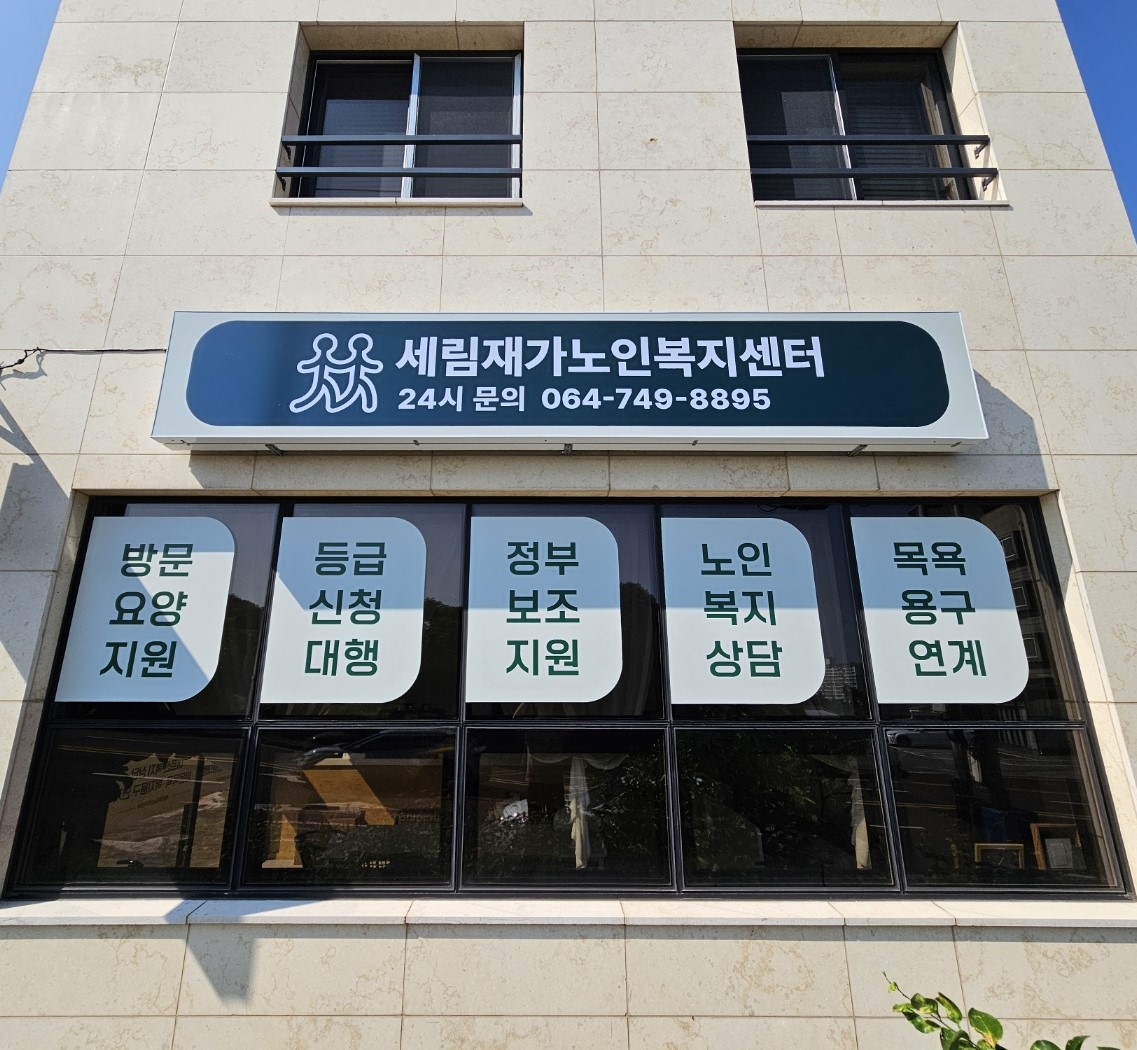 세림재가노인복지센터
24시 문의 064-749-8895
방문
요양
지원
등급
신청
대행
정부
보조
지원
노인
복지
상담
목욕
용구
연계